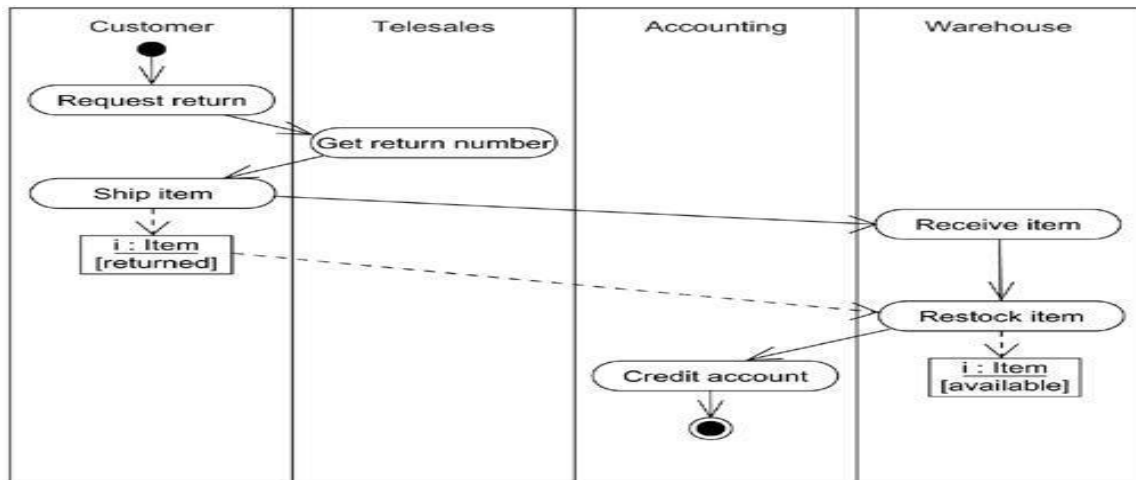 Customer
Telesales
Accounting
Warehouse
Request return
Get return number
Ship item
Receive item
i : Item
[returned]
Restock item
Credit account
i : Item
[available]